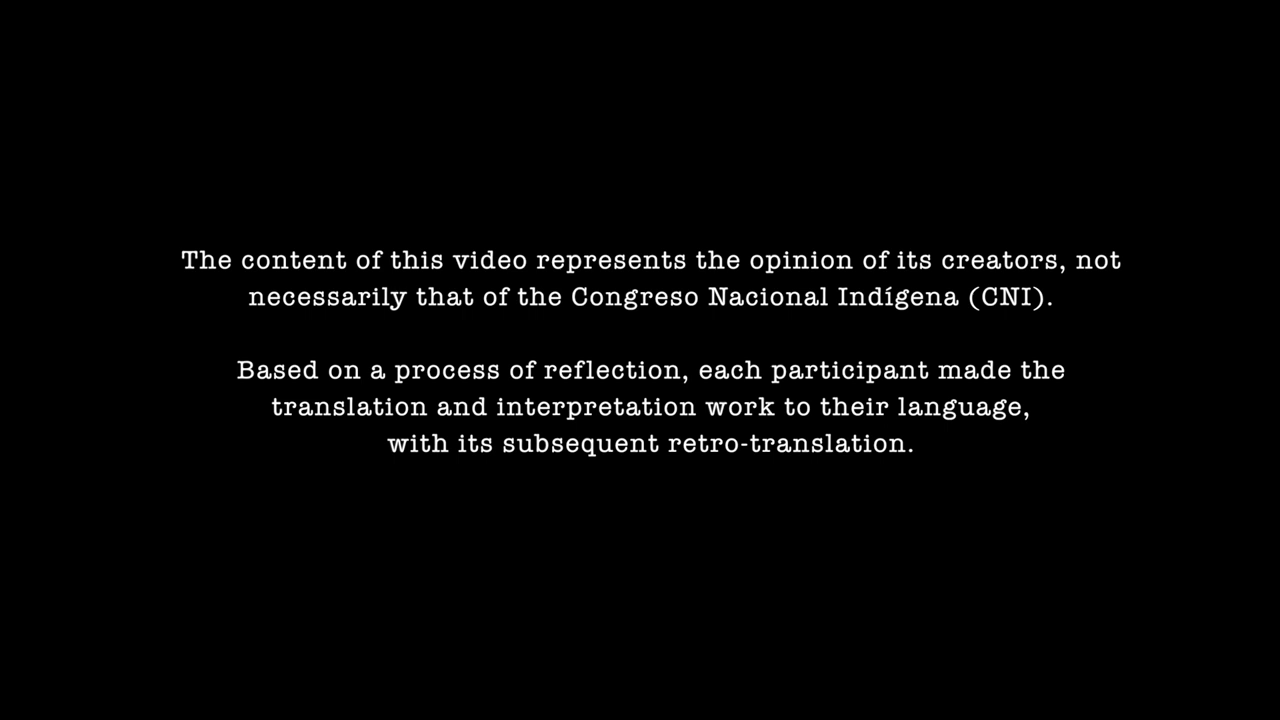 The content of this video represents the opinion of its creators, not
necessarily that of the Congreso Nacional Indígena (CNI).
Based on a process of reflection, each participant made the
translation and interpretation work to their language,
with its subsequent retro-translation.